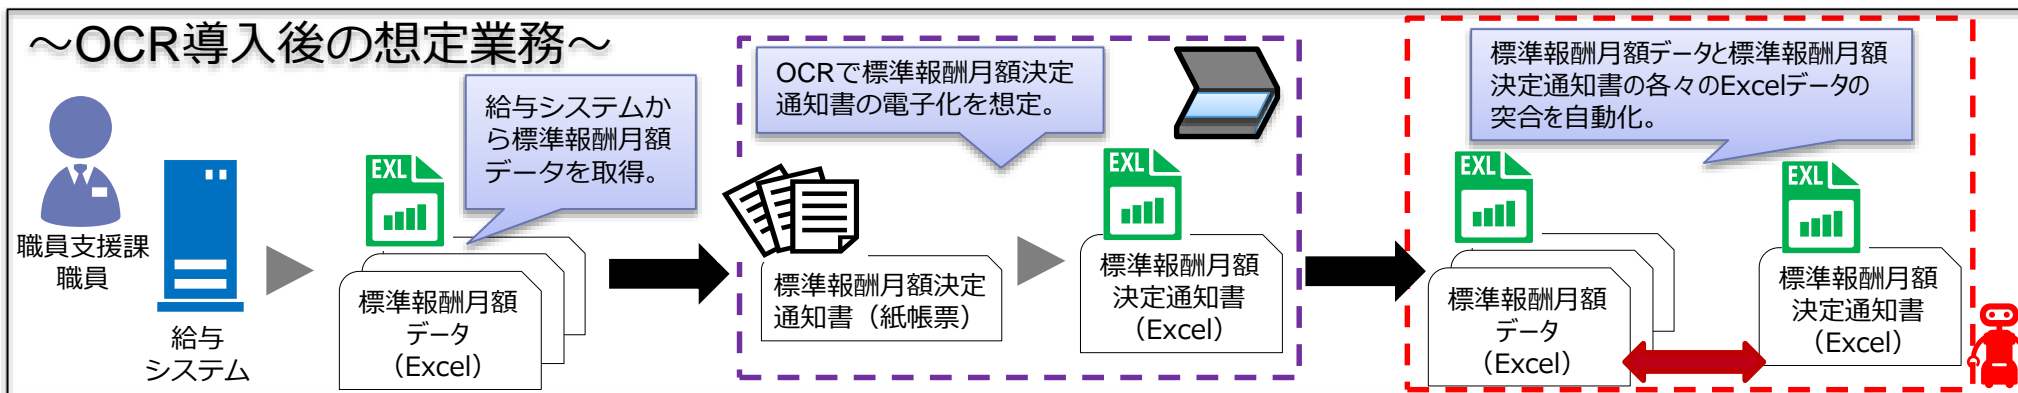 ～OCR導入後の想定業務～
職員支援課
職員
給与
システム
給与システムか
ら標準報酬月額
データを取得。
EXL
標準報酬月額
データ
（Excel）
OCRで標準報酬月額決定
通知書の電子化を想定。
標準報酬月額決定
通知書（紙帳票）
EXL
標準報酬月額
決定通知書
（Excel）
標準報酬月額データと標準報酬月額
決定通知書の各々のExcelデータの
突合を自動化。
EXL
標準報酬月額
データ
（Excel）
EXL
標準報酬月額
決定通知書
（Excel）